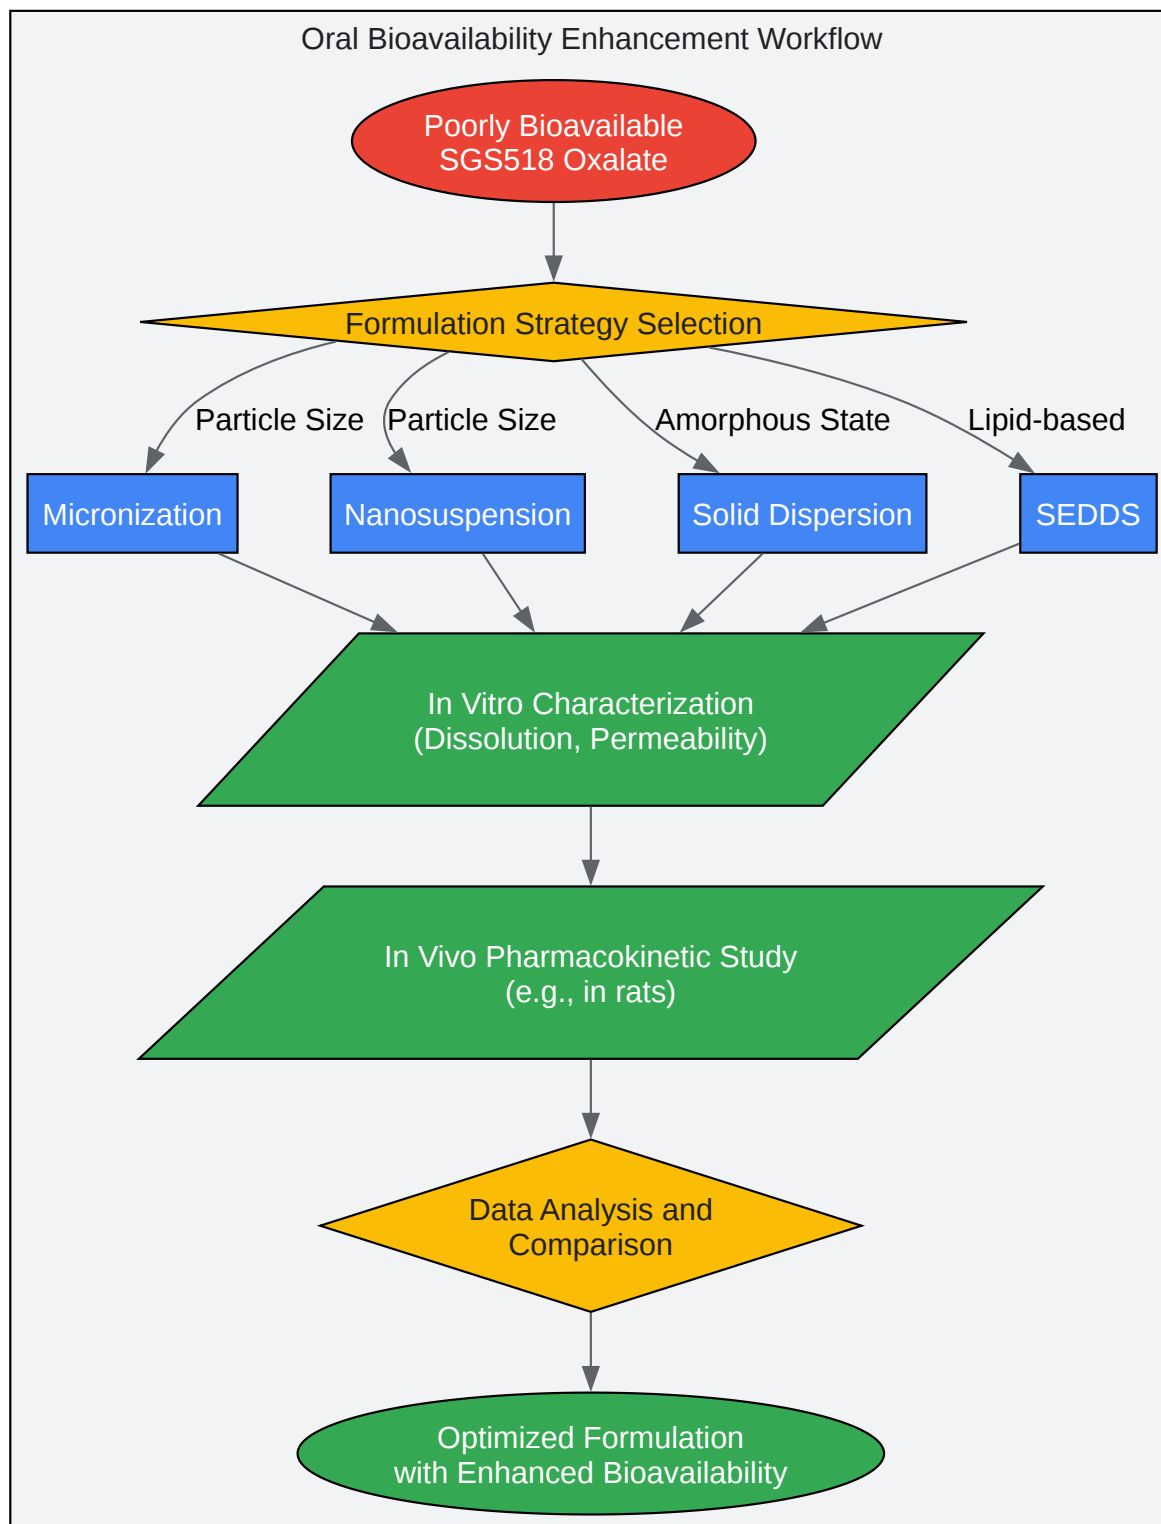 Oral Bioavailability Enhancement Workflow
Poorly Bioavailable
SGS518 Oxalate
Formulation Strategy Selection
Particle Size
Particle Size
Amorphous State
Lipid-based
Micronization
Nanosuspension
Solid Dispersion
SEDDS
In Vitro Characterization
(Dissolution, Permeability)
In Vivo Pharmacokinetic Study
(e.g., in rats)
Data Analysis and
Comparison
Optimized Formulation
with Enhanced Bioavailability